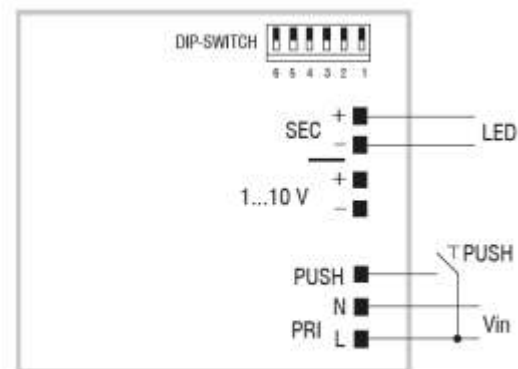 DIP-SWITCH
6 5 4 3 2 1
SEC + LED
−
+
1...10 V
−
PUSH PUSH
N
PRI Vin
L